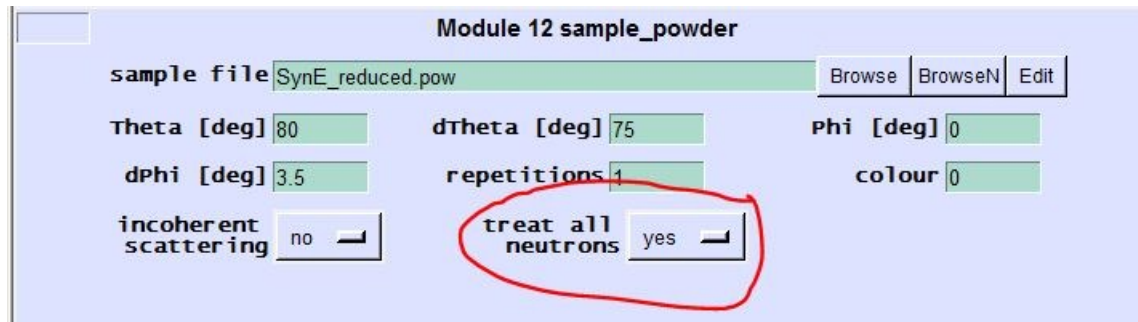 Module 12 sample_powder
sample file SynE_reduced.pow Browse BrowseN Edit
Theta [deg] 80 dTheta [deg] 75 Phi [deg] 0
dPhi [deg] 3.5 repetitions 1 colour 0
incoherent scattering no treat all neutrons yes